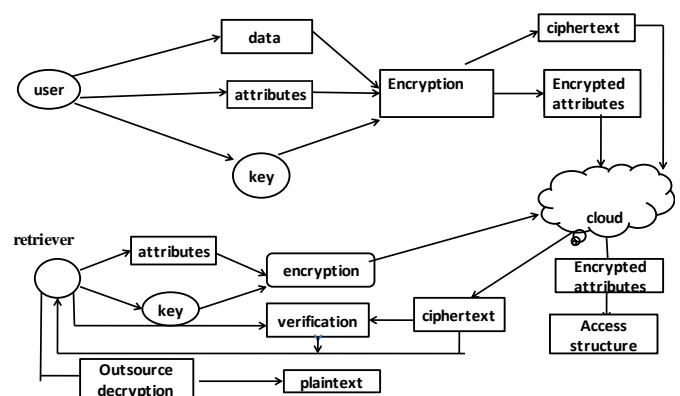 data
ciphertext
user
attributes
Encryption
Encrypted
attributes
key
cloud
retriever
attributes
encryption
key
Encrypted
attributes
verification
ciphertext
Access
structure
Outsource
decryption
plaintext